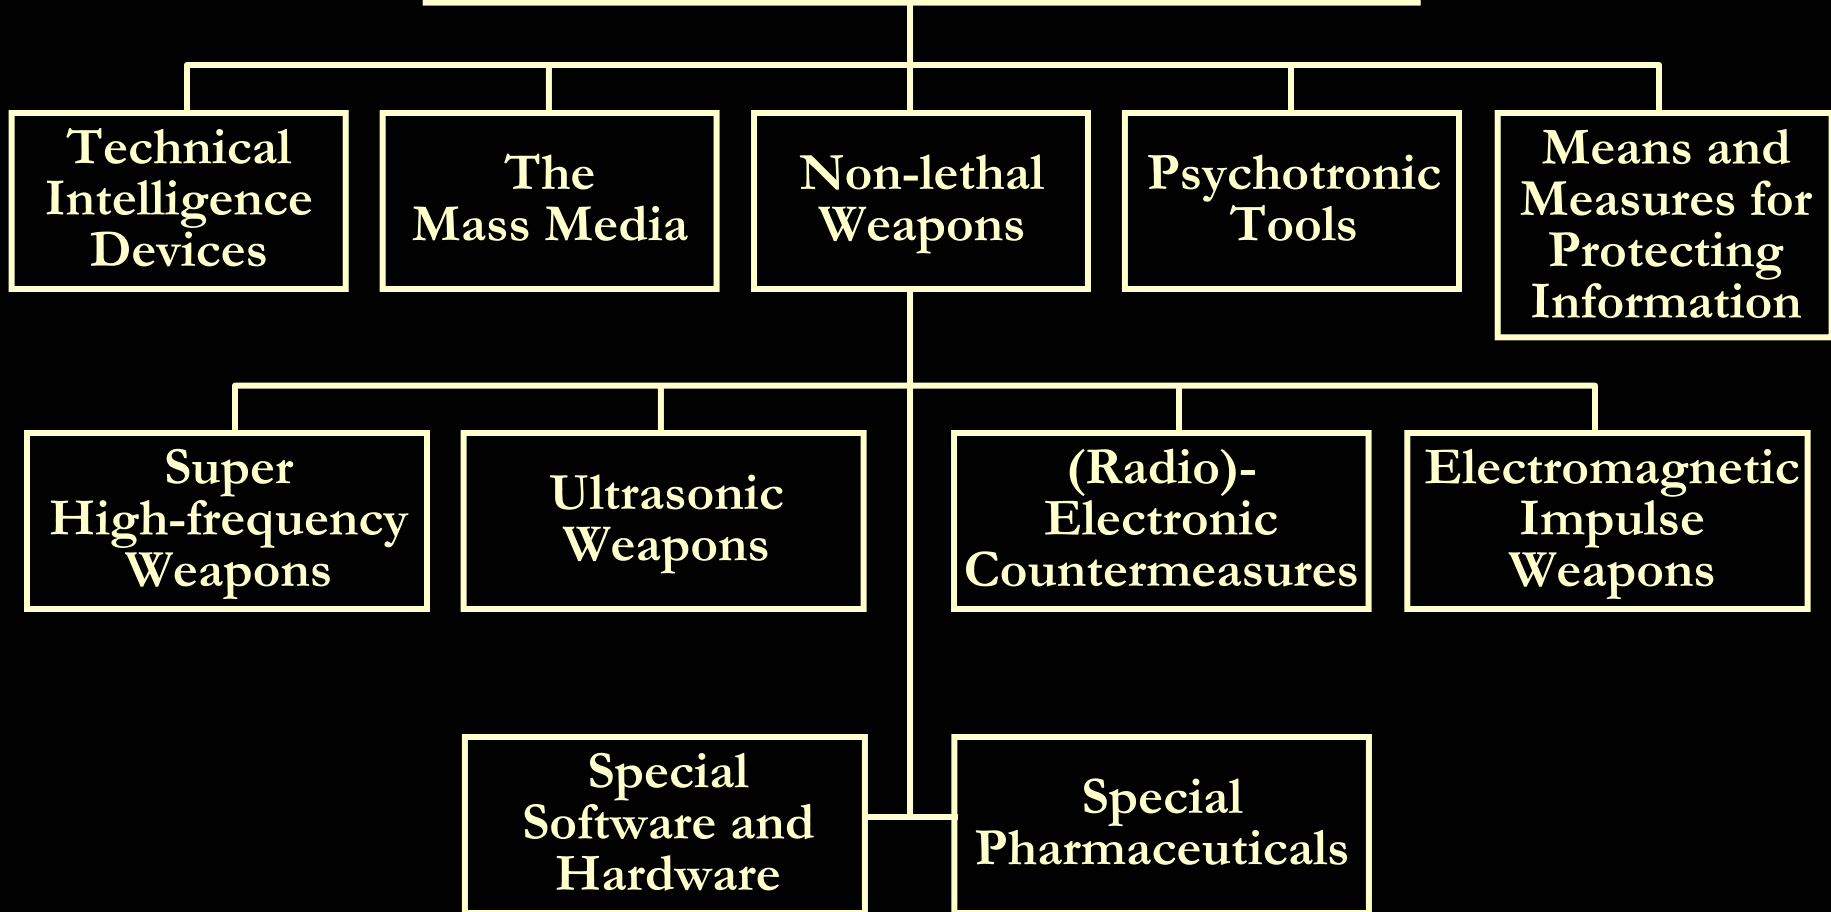 Technical
Intelligence
Devices
The
Mass Media
Non-lethal
Weapons
Psychotronic
Tools
Means and
Measures for
Protecting
Information
Super
High-frequency
Weapons
Ultrasonic
Weapons
(Radio)-
Electronic
Countermeasures
Electromagnetic
Impulse
Weapons
Special
Software and
Hardware
Special
Pharmaceuticals